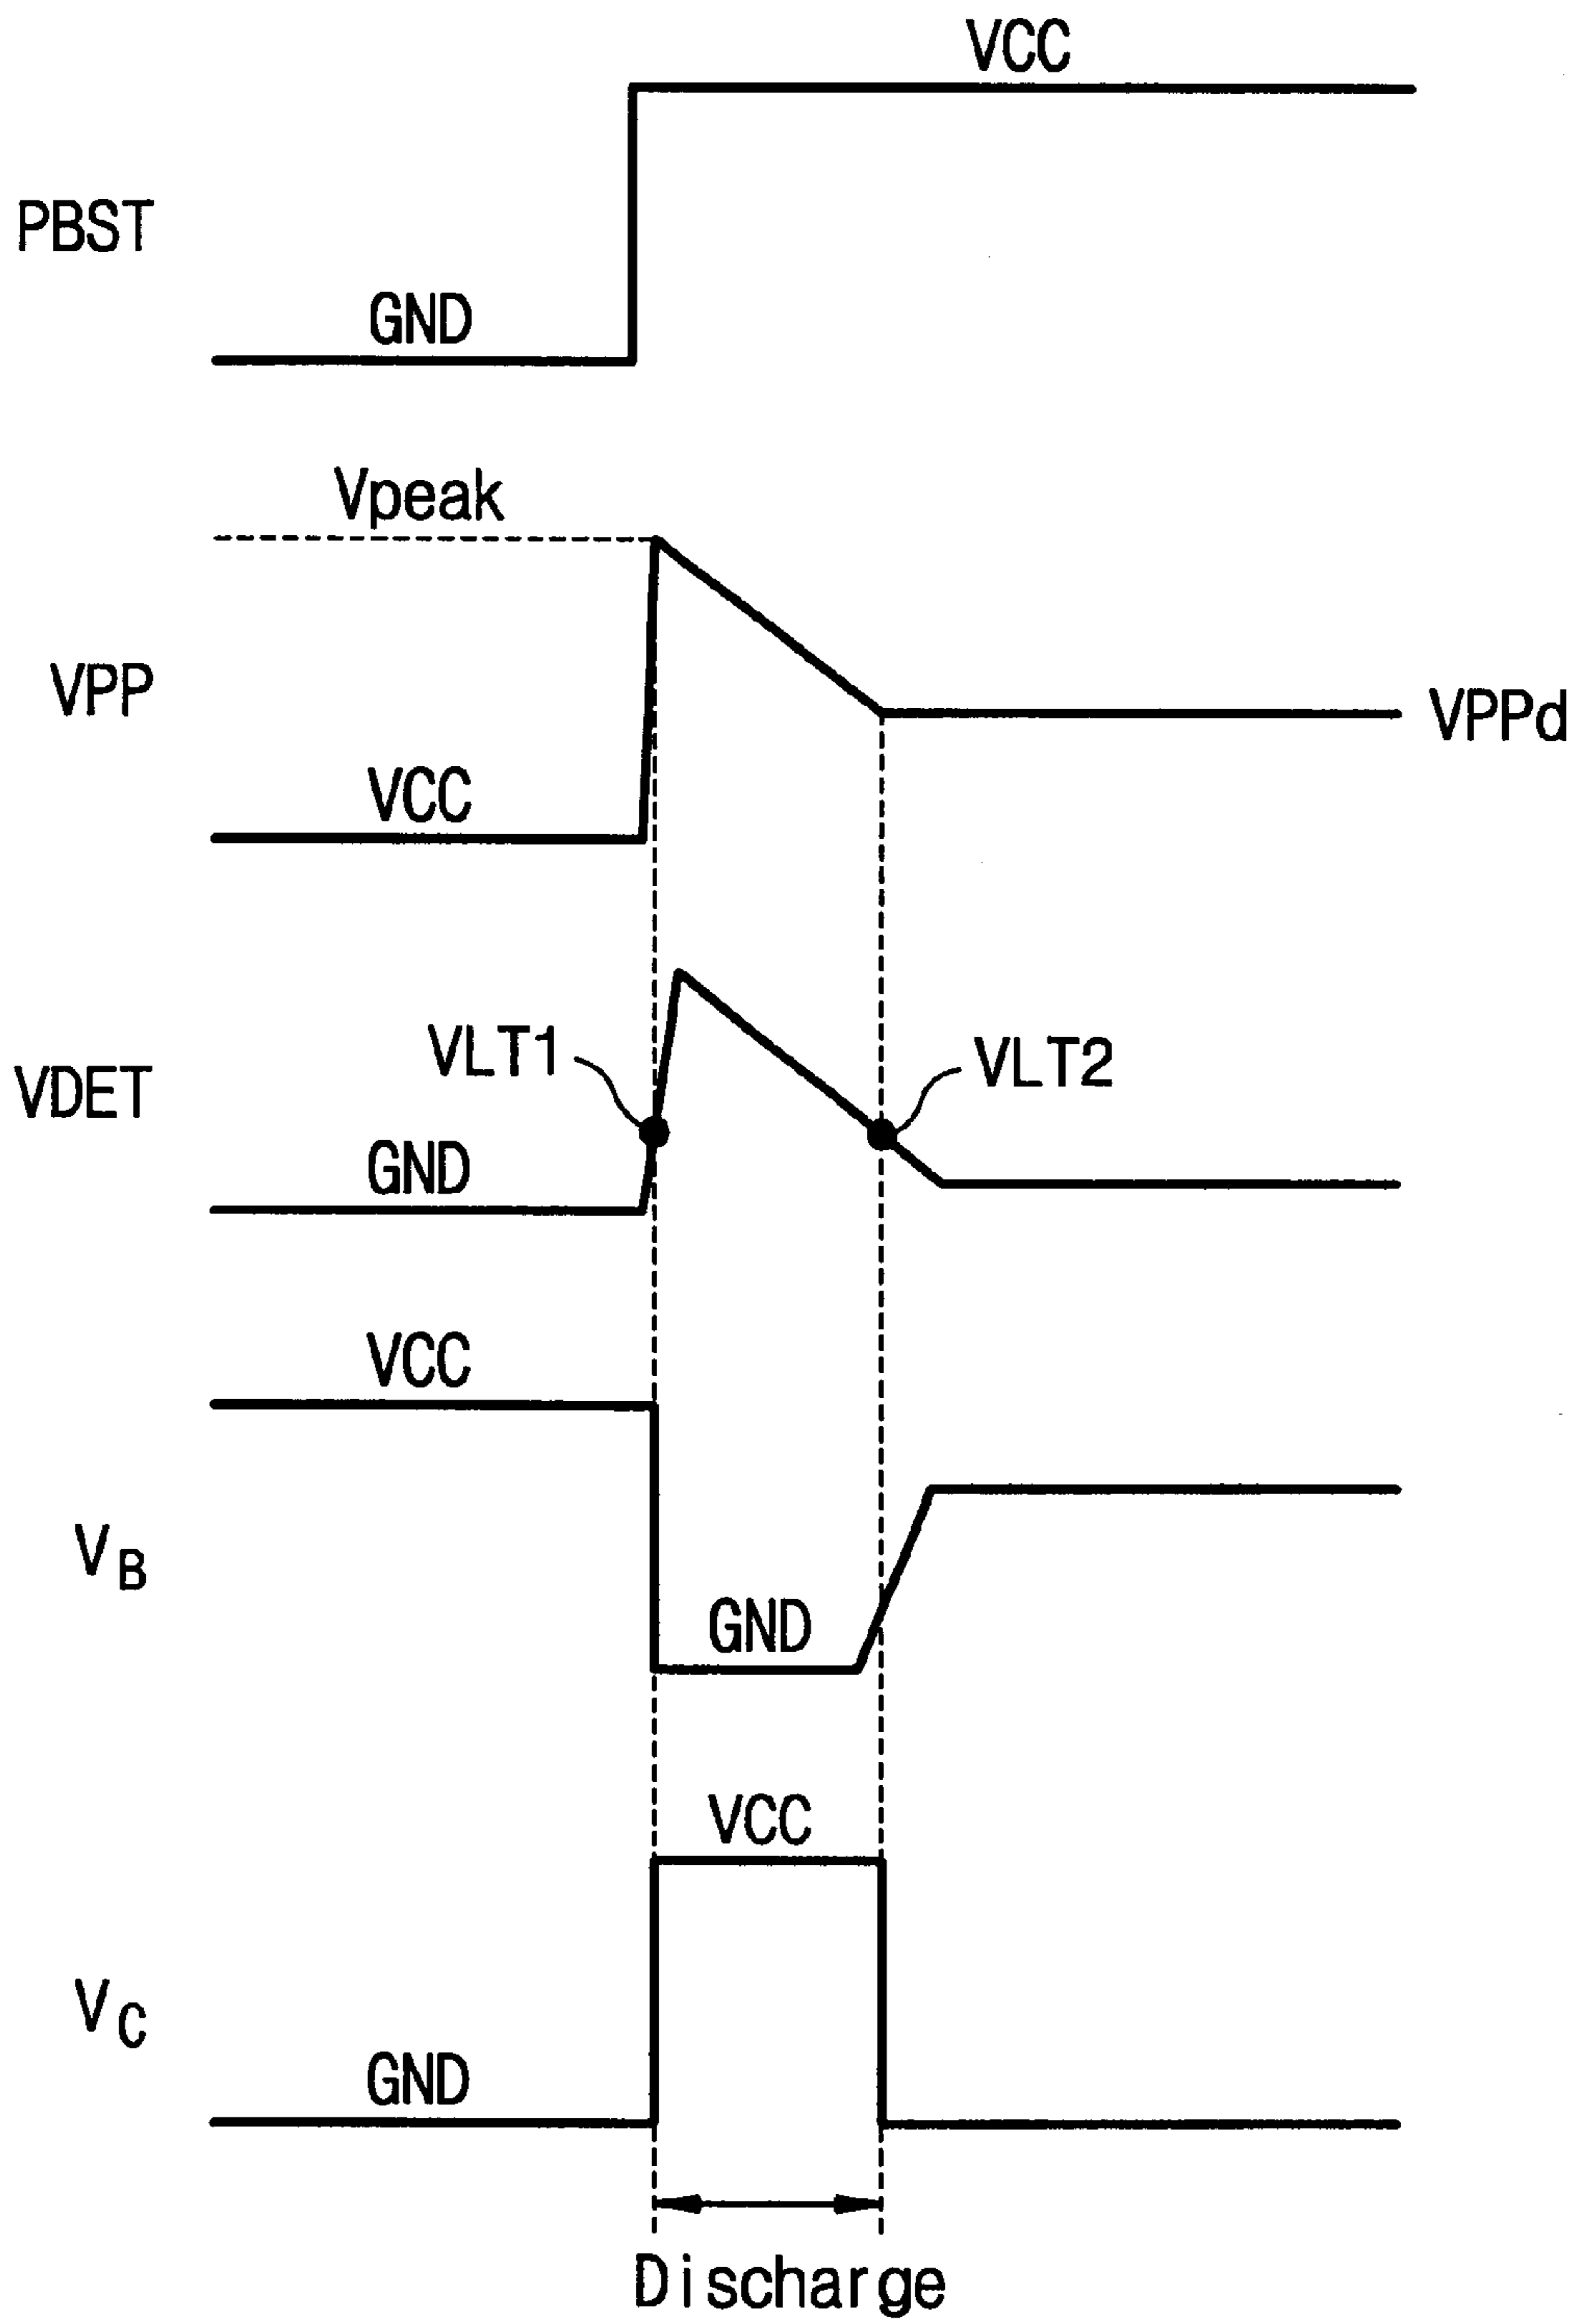 VCC
PBST
GND
Vpeak
VPP
VPPd
VCC
VLT1
VLT2
VDET
GND
VCC
VB
GND
VCC
VC
GND
Discharge